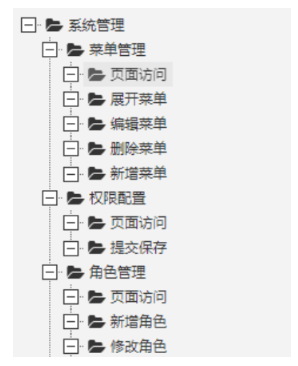 系统管理
菜单管理
页面访问
展开菜单
编辑菜单
删除菜单
新增菜单
权限配置
页面访问
提交保存
角色管理
页面访问
新增角色
修改角色